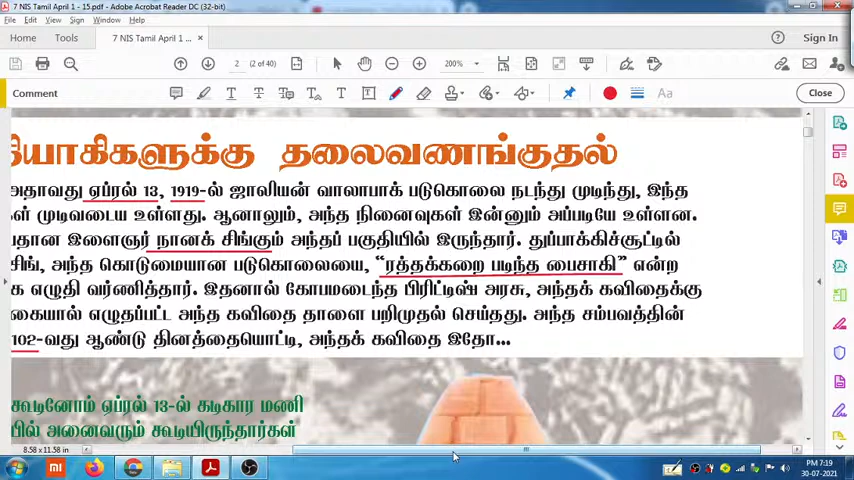 7 NIS Tamil April 1 - 15.pdf - Adobe Acrobat Reader DC (32-bit)
File Edit View Sign Window Help
Home Tools 7 NIS Tamil April 1 ... × Sign In
2 (2 of 40) 200%
Comment Aa Close
தியாகிகளுக்கு தலைவணங்குதல்
அதாவது ஏப்ரல் 13, 1919-ல் ஜாலியன் வாலாபாக் படுகொலை நடந்து முடிந்து, இந்த
கள் முடிவடைய உள்ளது. ஆனாலும், அந்த நினைவுகள் இன்னும் அப்படியே உள்ளன.
தான இளைஞர் நானக் சிங்கும் அந்தப் பகுதியில் இருந்தார். துப்பாக்கிச்சூட்டில்
சிங், அந்த கொடுமையான படுகொலையை, “ரத்தக்கறை படிந்த பைசாகி” என்ற
க எழுதி வர்ணித்தார். இதனால் கோபமடைந்த பிரிட்டிஷ் அரசு, அந்தக் கவிதைக்கு
கையால் எழுதப்பட்ட அந்த கவிதை தாளை பறிமுதல் செய்தது. அந்த சம்பவத்தின்
102-வது ஆண்டு தினத்தையொட்டி, அந்தக் கவிதை இதோ...
கூடினோம் ஏப்ரல் 13-ல் கடிகார மணி
யில் அனைவரும் கூடியிருந்தார்கள்
8.58 x 11.58 in
PM 7:19
30-07-2021